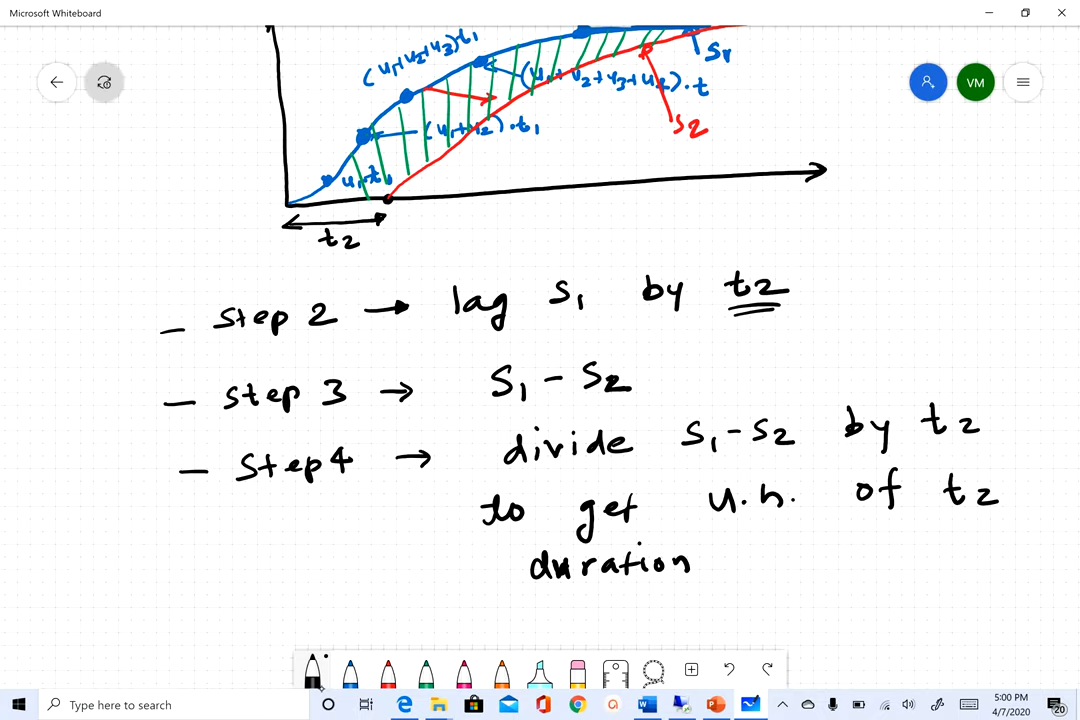 Microsoft Whiteboard
(u1+u2+u3)t1
S1
(u1+u2+u3+u4).t
VM
(u1+u2).t1
S2
t2
- Step 2 → lag S1 by t2
- Step 3 → S1 - S2
- Step4 → divide S1-S2 by t2
to get u.h. of t2
duration
Type here to search
5:00 PM
4/7/2020
20